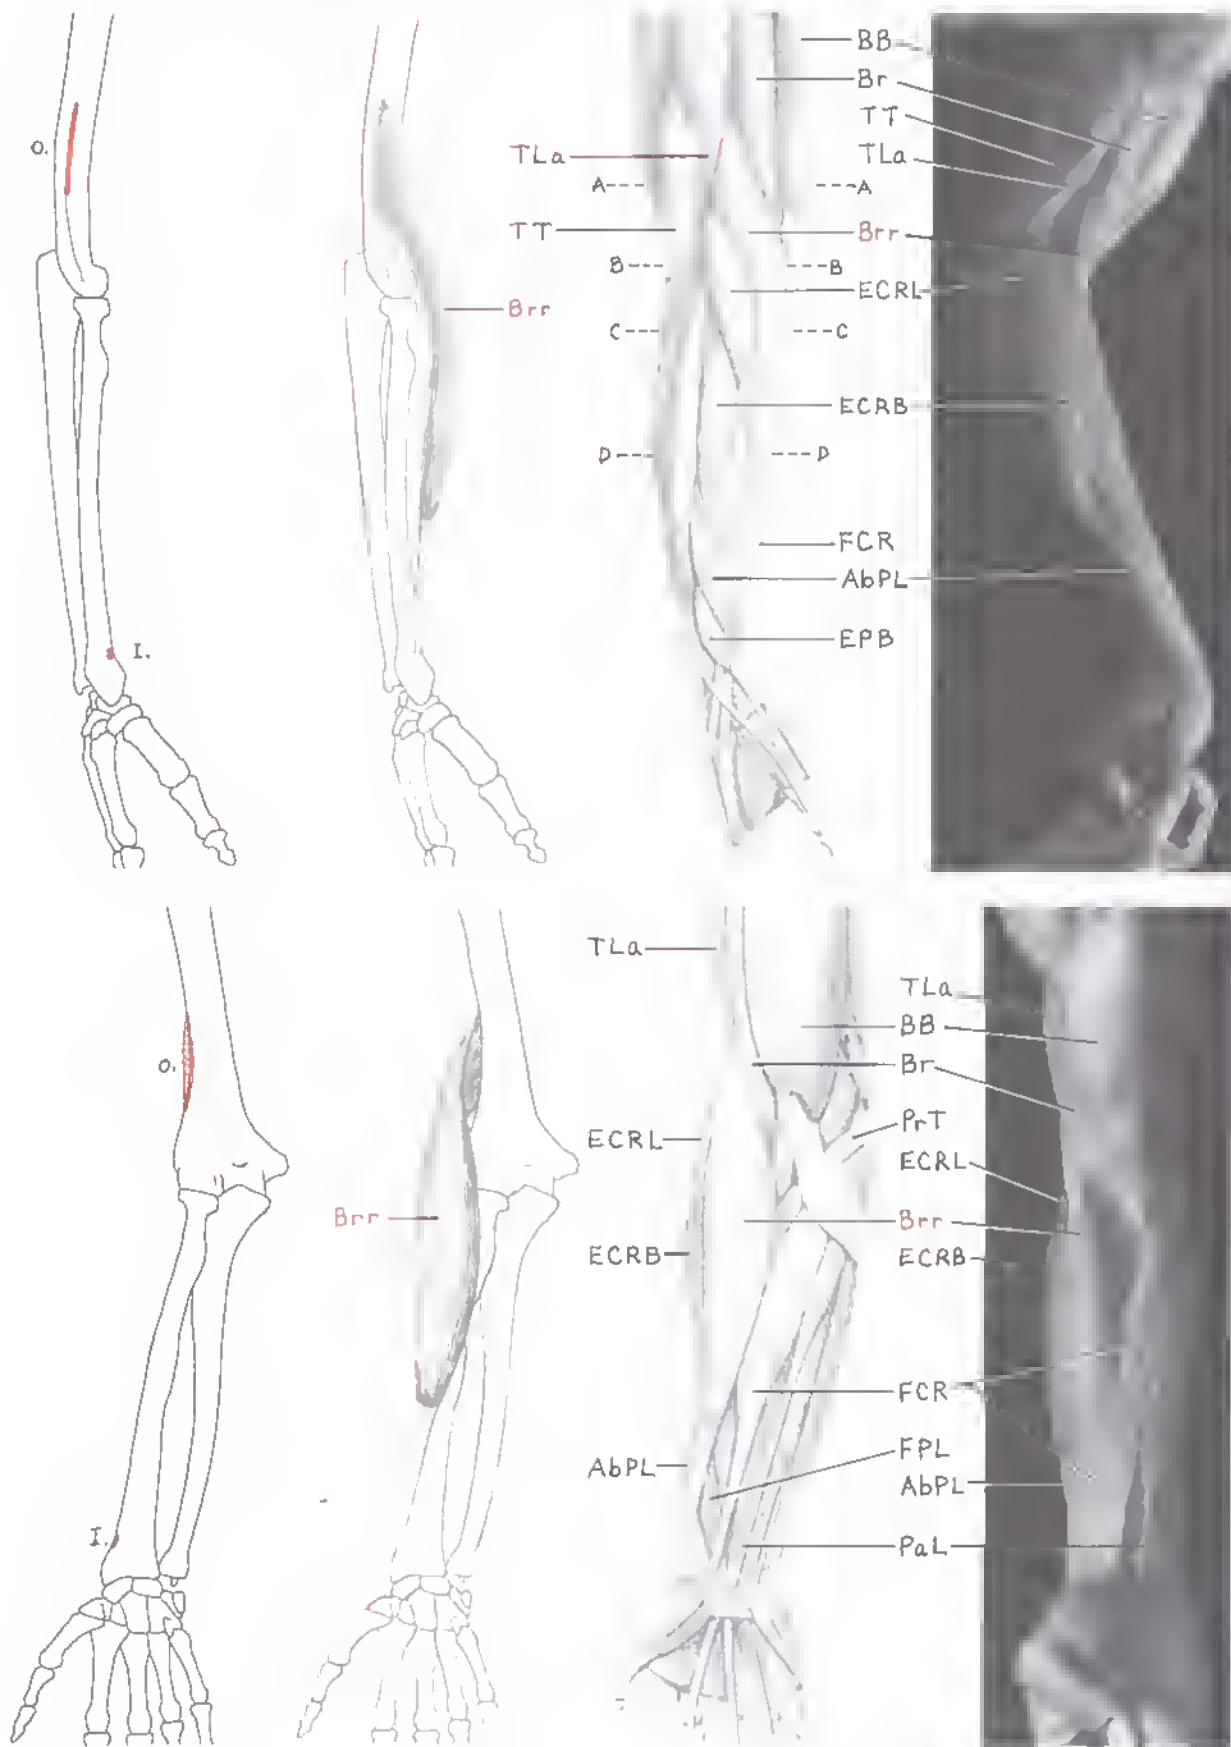 BB
Br
TT
TLa
O.
TLa
A A
TT
Brr
B B
ECRL
Brr
C C
ECRB
D D
FCR
AbPL
EPB
I.
TLa
TLa
BB
O.
Br
PrT
ECRL
ECRL
Brr
Brr
ECRB
ECRB
FCR
FPL
AbPL
AbPL
I.
PaL